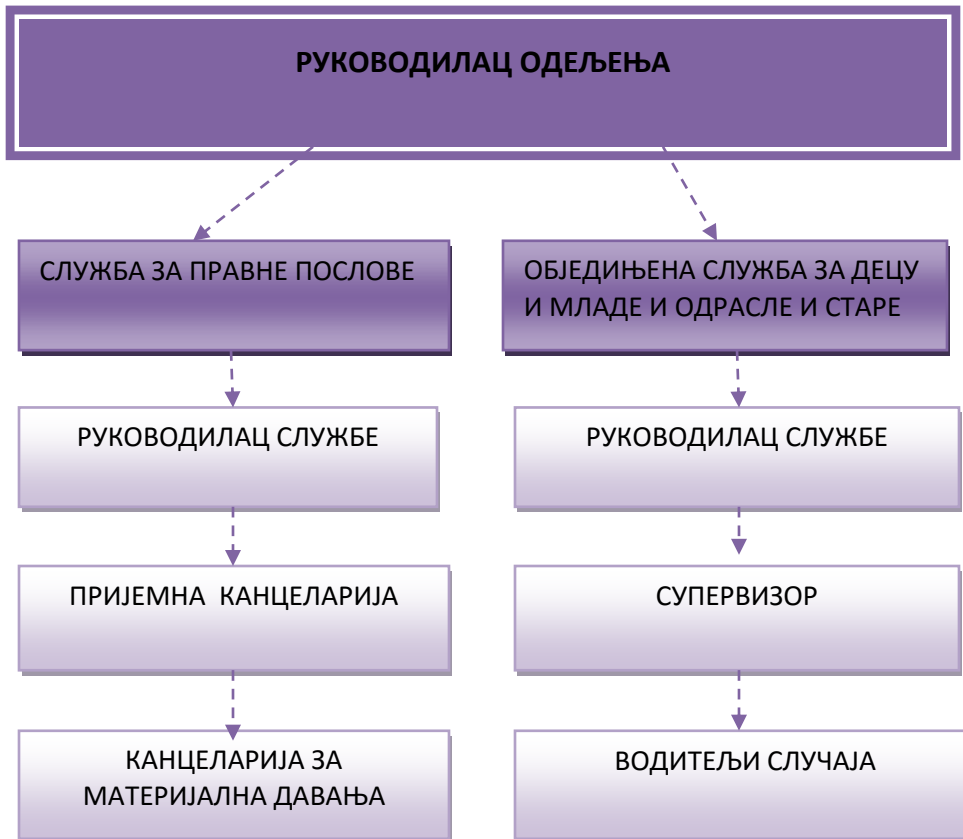 РУКОВОДИЛАЦ ОДЕЉЕЊА
СЛУЖБА ЗА ПРАВНЕ ПОСЛОВЕ
ОБЈЕДИЊЕНА СЛУЖБА ЗА ДЕЦУ
И МЛАДЕ И ОДРАСЛЕ И СТАРЕ
РУКОВОДИЛАЦ СЛУЖБЕ
РУКОВОДИЛАЦ СЛУЖБЕ
ПРИЈЕМНА КАНЦЕЛАРИЈА
СУПЕРВИЗОР
КАНЦЕЛАРИЈА ЗА
МАТЕРИЈАЛНА ДАВАЊА
ВОДИТЕЉИ СЛУЧАЈА